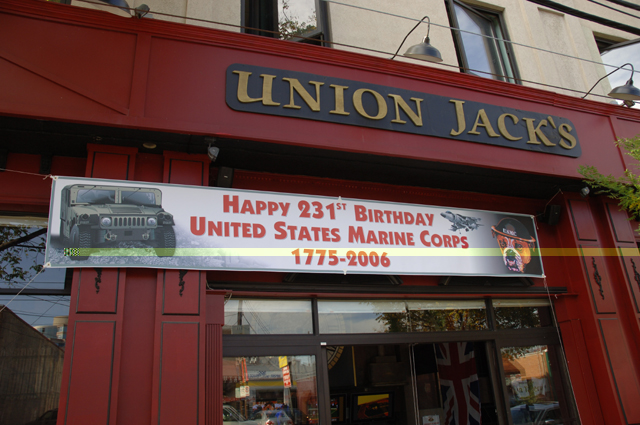 UNION JACK'S
HAPPY 231ST BIRTHDAY
UNITED STATES MARINE CORPS
1775-2006